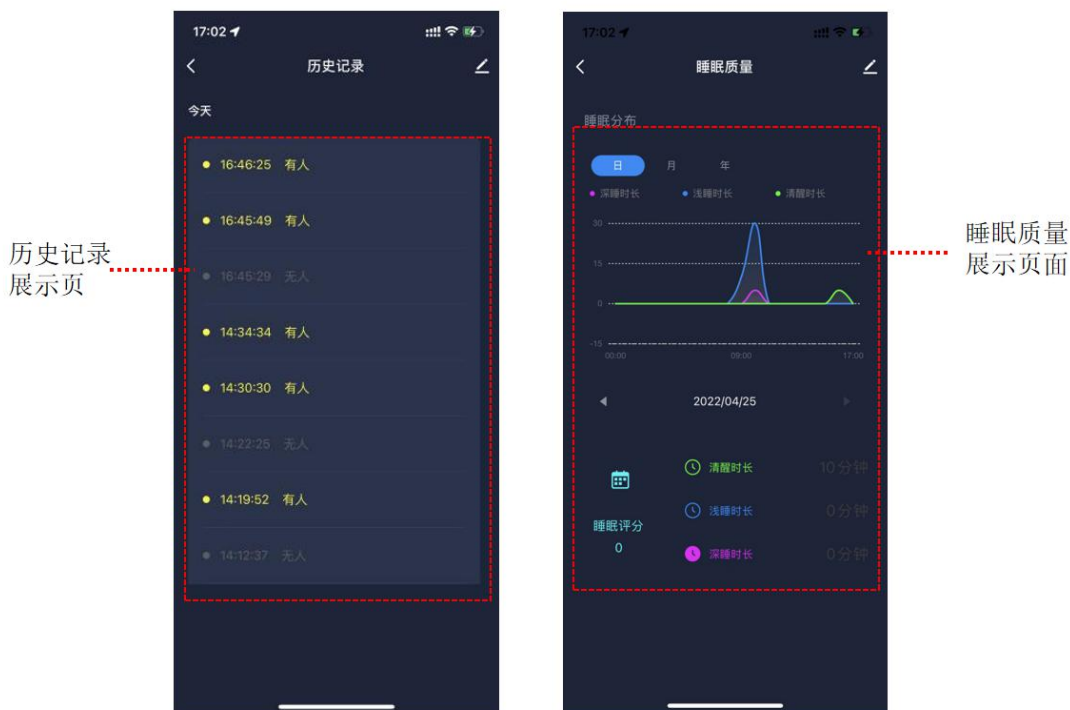 17:02
历史记录
今天
16:46:25 有人
16:45:49 有人
16:45:29 无人
14:34:34 有人
14:30:30 有人
14:22:25 无人
14:19:52 有人
14:12:37 无人
历史记录
展示页
17:02
睡眠质量
睡眠分布
日 月 年
深睡时长 浅睡时长 清醒时长
30
15
0
-15
00:00 09:00 17:00
2022/04/25
清醒时长 10分钟
浅睡时长 0分钟
深睡时长 0分钟
睡眠评分
0
睡眠质量
展示页面